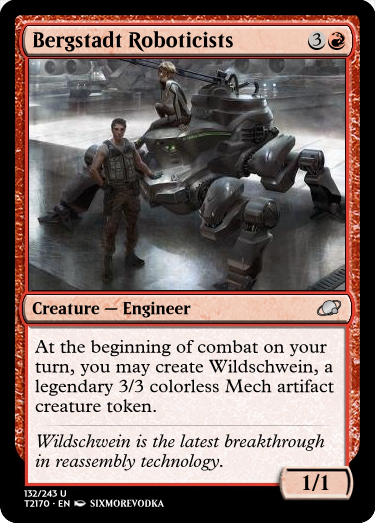 Bergstadt Roboticists 3
Creature — Engineer
At the beginning of combat on your
turn, you may create Wildschwein, a
legendary 3/3 colorless Mech artifact
creature token.
Wildschwein is the latest breakthrough
in reassembly technology.
1/1
132/243 U
T2170 · EN SIXMOREVODKA